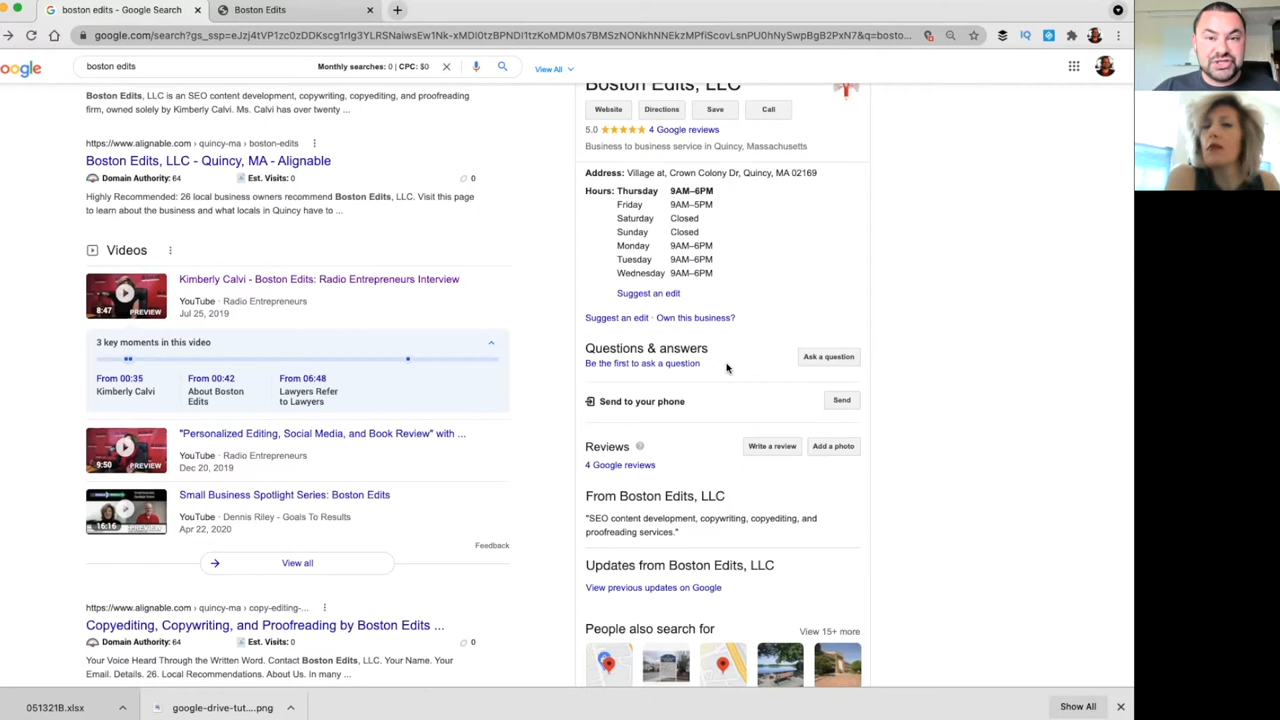 boston edits - Google Search
Boston Edits
google.com/search?gs_ssp=eJzj4tVP1zc0zDDKscg1rIg3YLRSNaiwsEw1Nk-xMDI0tzBPNDI1tzKoMDM0s7BMSzNONkhNNEkzMPfiScovLsnPU0hNySwpBgB2PxN7&q=bosto...
oogle
boston edits
Monthly searches: 0 | CPC: $0
View All
Boston Edits, LLC is an SEO content development, copywriting, copyediting, and proofreading
firm, owned solely by Kimberly Calvi. Ms. Calvi has over twenty ...
https://www.alignable.com › quincy-ma › boston-edits
Boston Edits, LLC - Quincy, MA - Alignable
Domain Authority: 64
Est. Visits: 0
0
Highly Recommended: 26 local business owners recommend Boston Edits, LLC. Visit this page
to learn about the business and what locals in Quincy have to ...
Videos
Kimberly Calvi - Boston Edits: Radio Entrepreneurs Interview
YouTube · Radio Entrepreneurs
Jul 25, 2019
8:47
PREVIEW
3 key moments in this video
From 00:35
From 00:42
From 06:48
Kimberly Calvi
About Boston
Edits
Lawyers Refer
to Lawyers
"Personalized Editing, Social Media, and Book Review" with ...
YouTube · Radio Entrepreneurs
Dec 20, 2019
9:50
PREVIEW
Small Business Spotlight Series: Boston Edits
YouTube · Dennis Riley - Goals To Results
Apr 22, 2020
16:16
Feedback
View all
https://www.alignable.com › quincy-ma › copy-editing-...
Copyediting, Copywriting, and Proofreading by Boston Edits ...
Domain Authority: 64
Est. Visits: 0
0
Your Voice Heard Through the Written Word. Contact Boston Edits, LLC. Your Name. Your
Email. Details. 26. Local Recommendations. About Us. In many ...
Boston Edits, LLC
Website
Directions
Save
Call
5.0
4 Google reviews
Business to business service in Quincy, Massachusetts
Address: Village at, Crown Colony Dr, Quincy, MA 02169
Hours: Thursday 9AM–6PM
Friday 9AM–5PM
Saturday Closed
Sunday Closed
Monday 9AM–6PM
Tuesday 9AM–6PM
Wednesday 9AM–6PM
Suggest an edit
Suggest an edit · Own this business?
Questions & answers
Be the first to ask a question
Ask a question
Send to your phone
Send
Reviews
Write a review
Add a photo
4 Google reviews
From Boston Edits, LLC
"SEO content development, copywriting, copyediting, and
proofreading services."
Updates from Boston Edits, LLC
View previous updates on Google
People also search for
View 15+ more
051321B.xlsx
google-drive-tut....png
Show All